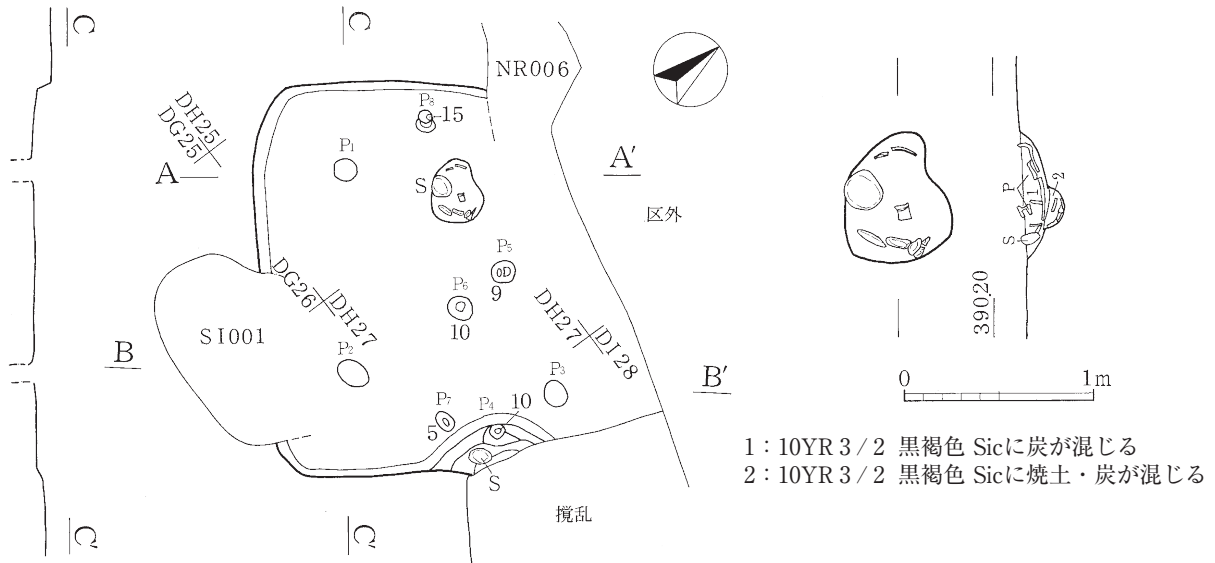 C
C
NR006
DH25
DG25
P8
15
P1
A
A'
S
区外
P5
9
P6
10
DG26
DH27
DH27
DI28
SI001
B
B'
P2
P3
P7
5
P4
10
S
攪乱
C'
C'
P
1
2
S
390.20
0
1m
1：10YR 3 / 2 黒褐色 Sicに炭が混じる
2：10YR 3 / 2 黒褐色 Sicに焼土・炭が混じる